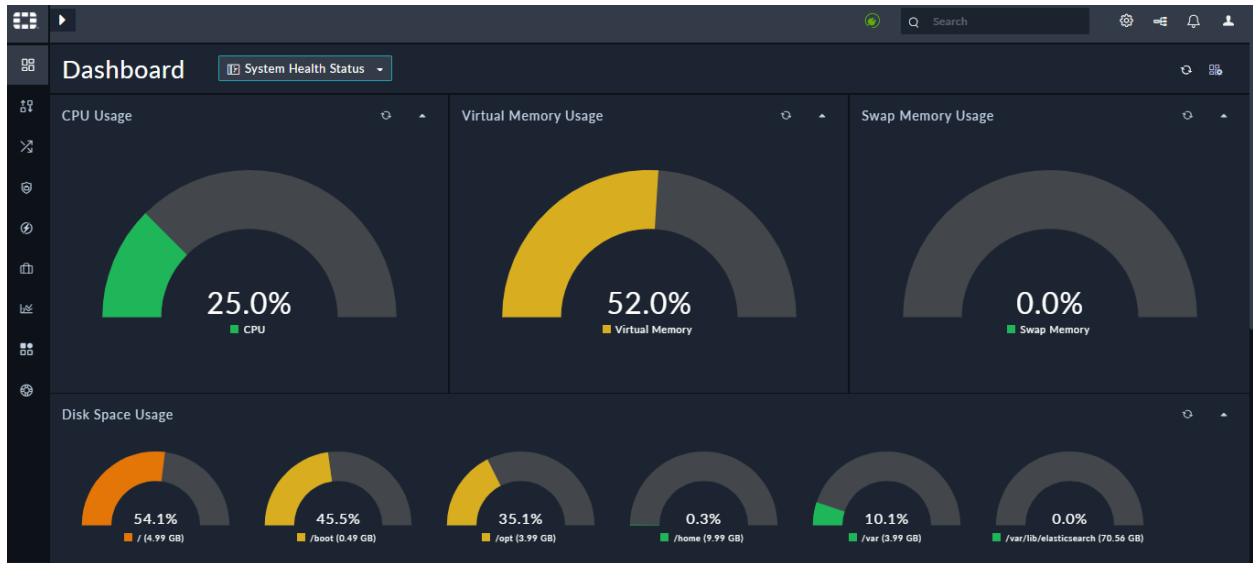 Search
Dashboard
System Health Status
CPU Usage
Virtual Memory Usage
Swap Memory Usage
25.0%
CPU
52.0%
Virtual Memory
0.0%
Swap Memory
Disk Space Usage
54.1%
/ (4.99 GB)
45.5%
/boot (0.49 GB)
35.1%
/opt (3.99 GB)
0.3%
/home (9.99 GB)
10.1%
/var (3.99 GB)
0.0%
/var/lib/elasticsearch (70.56 GB)